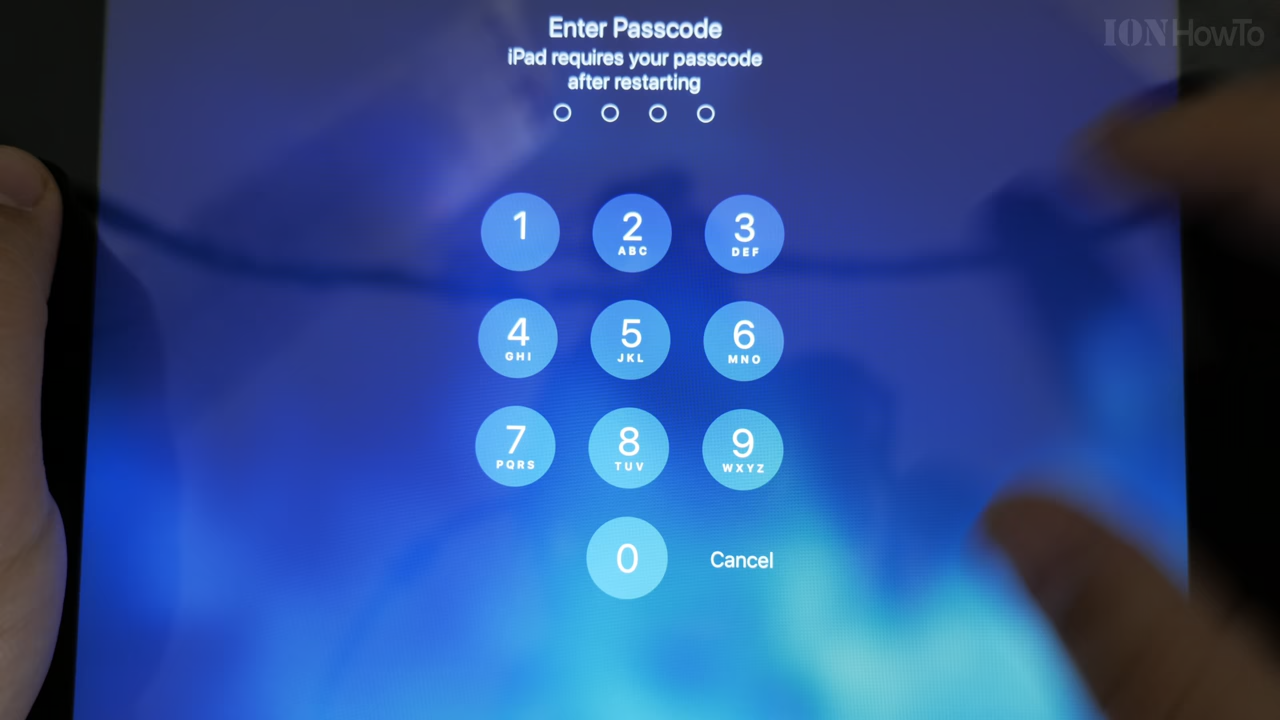 IONHowTo
Enter Passcode
iPad requires your passcode
after restarting
1
2
ABC
3
DEF
4
GHI
5
JKL
6
MNO
7
PQRS
8
TUV
9
WXYZ
0
Cancel